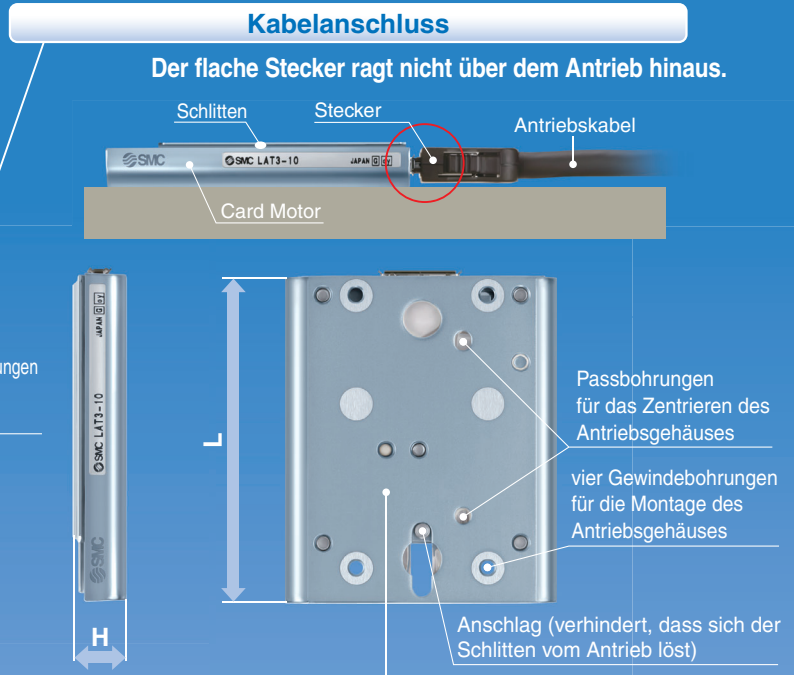 Kabelanschluss
Der flache Stecker ragt nicht über dem Antrieb hinaus.
Schlitten
Stecker
Antriebskabel
SMC
SMC LAT3-10
JAPAN
Card Motor
JAPAN
SMC LAT3-10
SMC
L
H
ungen
Passbohrungen
für das Zentrieren des
Antriebsgehäuses
vier Gewindebohrungen
für die Montage des
Antriebsgehäuses
Anschlag (verhindert, dass sich der
Schlitten vom Antrieb löst)